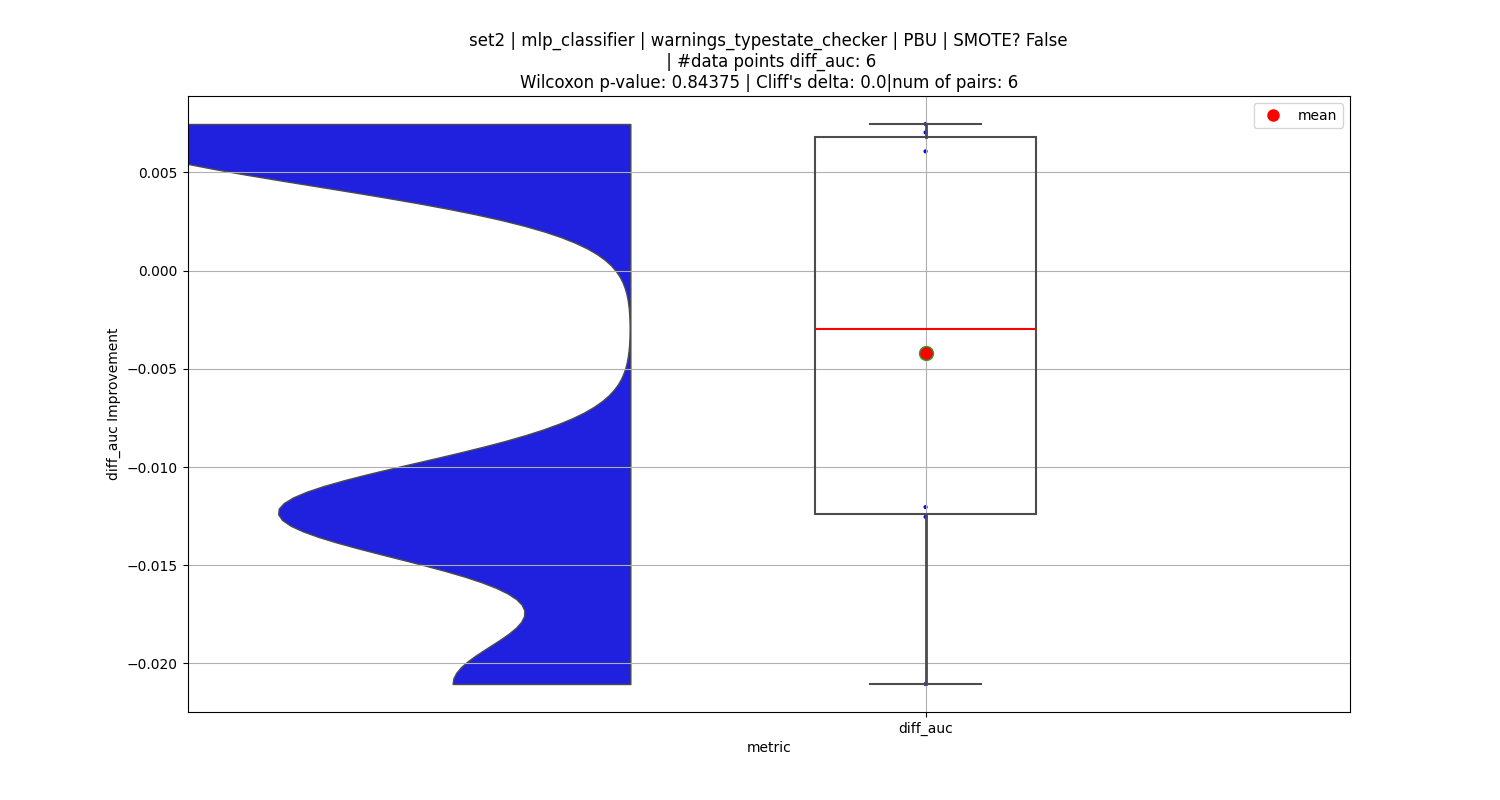 set2 | mlp_classifier | warnings_typestate_checker | PBU | SMOTE? False
| #data points diff_auc: 6
Wilcoxon p-value: 0.84375 | Cliff's delta: 0.0|num of pairs: 6
mean
0.005
0.000
−0.005
−0.010
−0.015
−0.020
diff_auc Improvement
diff_auc
metric